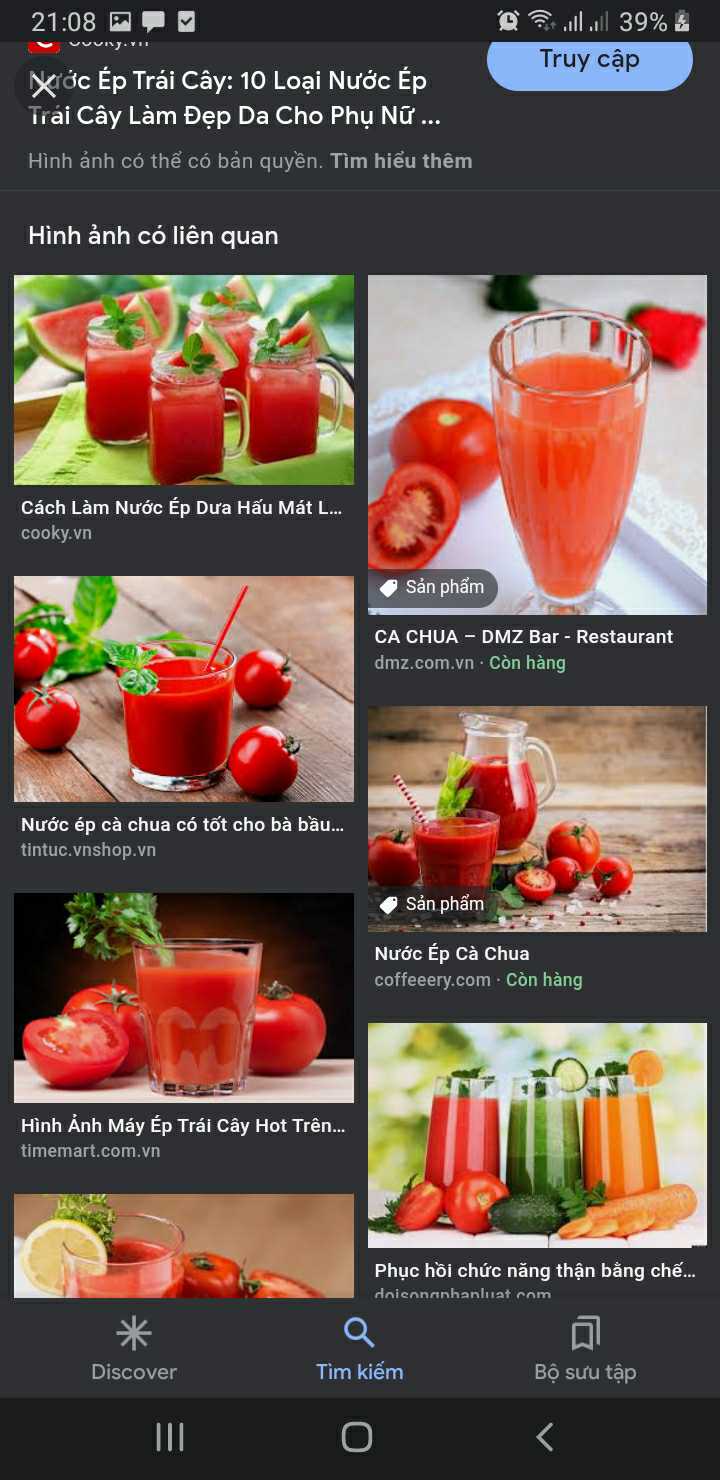 21:08
39%
Cooky.vn
Nước Ép Trái Cây: 10 Loại Nước Ép
Trái Cây Làm Đẹp Da Cho Phụ Nữ ...
Truy cập
Hình ảnh có thể có bản quyền. Tìm hiểu thêm
Hình ảnh có liên quan
Cách Làm Nước Ép Dưa Hấu Mát L...
cooky.vn
Sản phẩm
CA CHUA – DMZ Bar - Restaurant
dmz.com.vn · Còn hàng
Nước ép cà chua có tốt cho bà bầu...
tintuc.vnshop.vn
Sản phẩm
Nước Ép Cà Chua
coffeeery.com · Còn hàng
Hình Ảnh Máy Ép Trái Cây Hot Trên...
timemart.com.vn
Phục hồi chức năng thận bằng chế...
doisongphapluat.com
Discover
Tìm kiếm
Bộ sưu tập